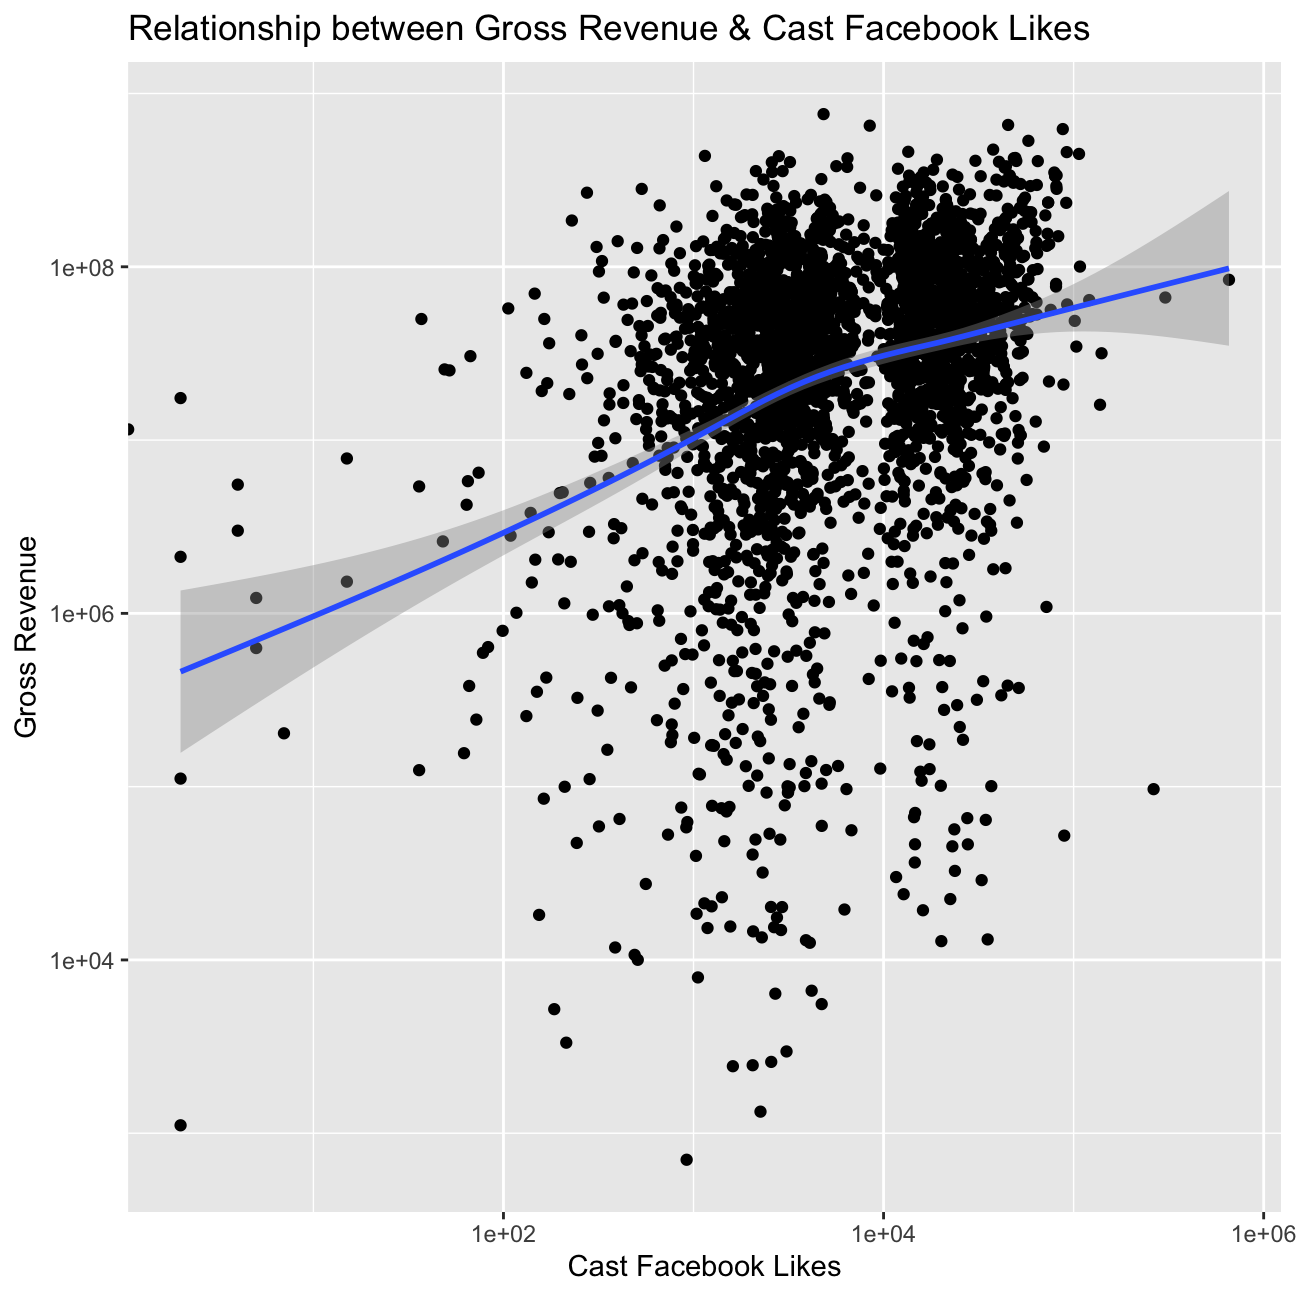 Relationship between Gross Revenue & Cast Facebook Likes
Gross Revenue
1e+08
1e+06
1e+04
1e+02
1e+04
1e+06
Cast Facebook Likes